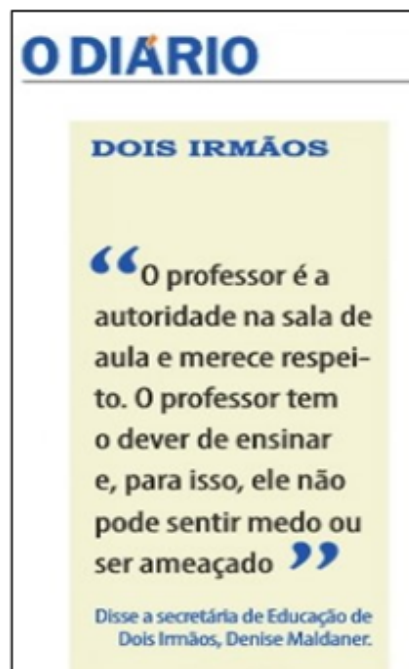 O DIÁRIO
DOIS IRMÃOS
“O professor é a
autoridade na sala de
aula e merece respei-
to. O professor tem
o dever de ensinar
e, para isso, ele não
pode sentir medo ou
ser ameaçado ”
Disse a secretária de Educação de
Dois Irmãos, Denise Maldaner.